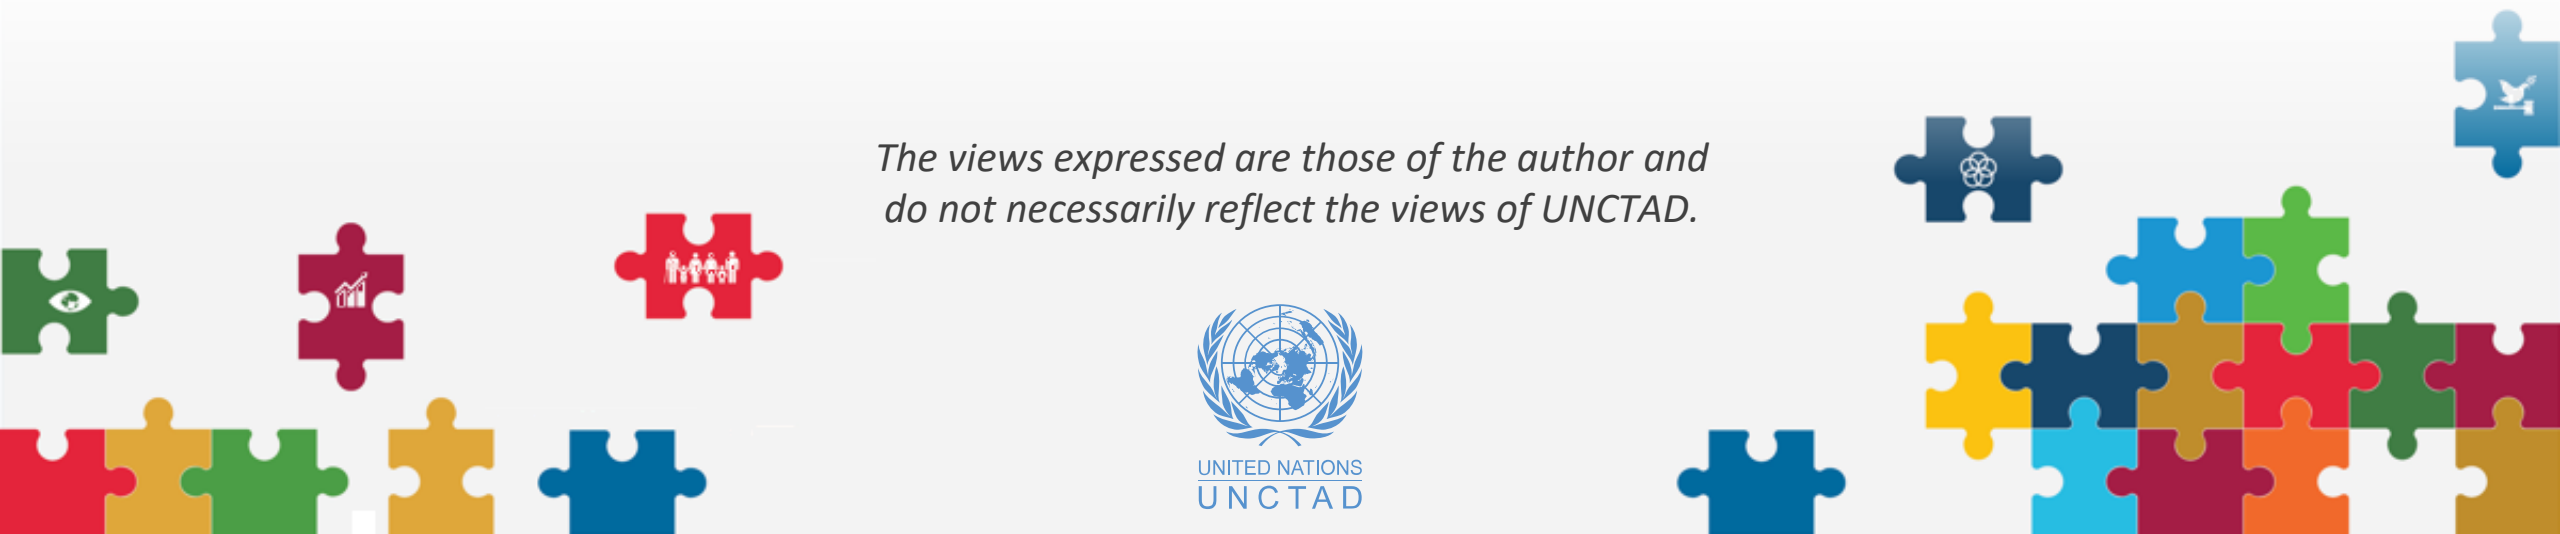 The views expressed are those of the author and
do not necessarily reflect the views of UNCTAD.
UNITED NATIONS
UNCTAD